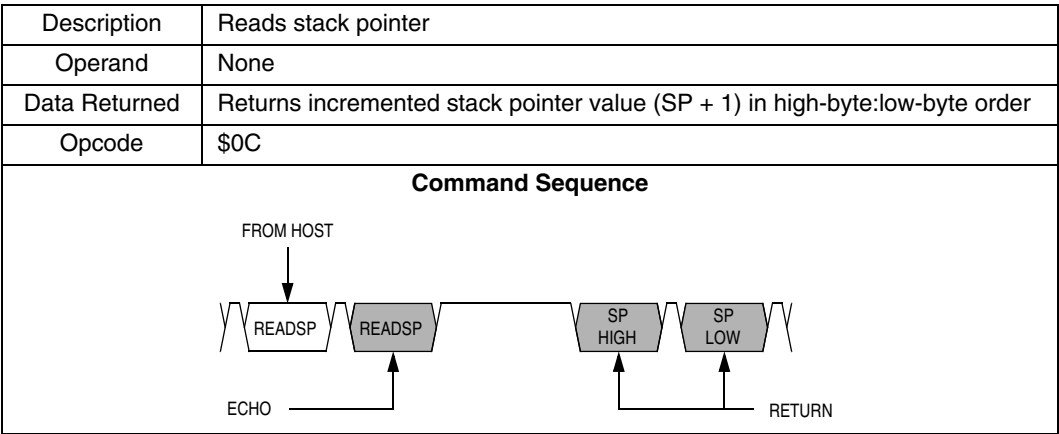 Description Reads stack pointer
Operand None
Data Returned Returns incremented stack pointer value (SP + 1) in high-byte:low-byte order
Opcode $0C
Command Sequence
FROM HOST
READSP READSP SP HIGH SP LOW
ECHO RETURN